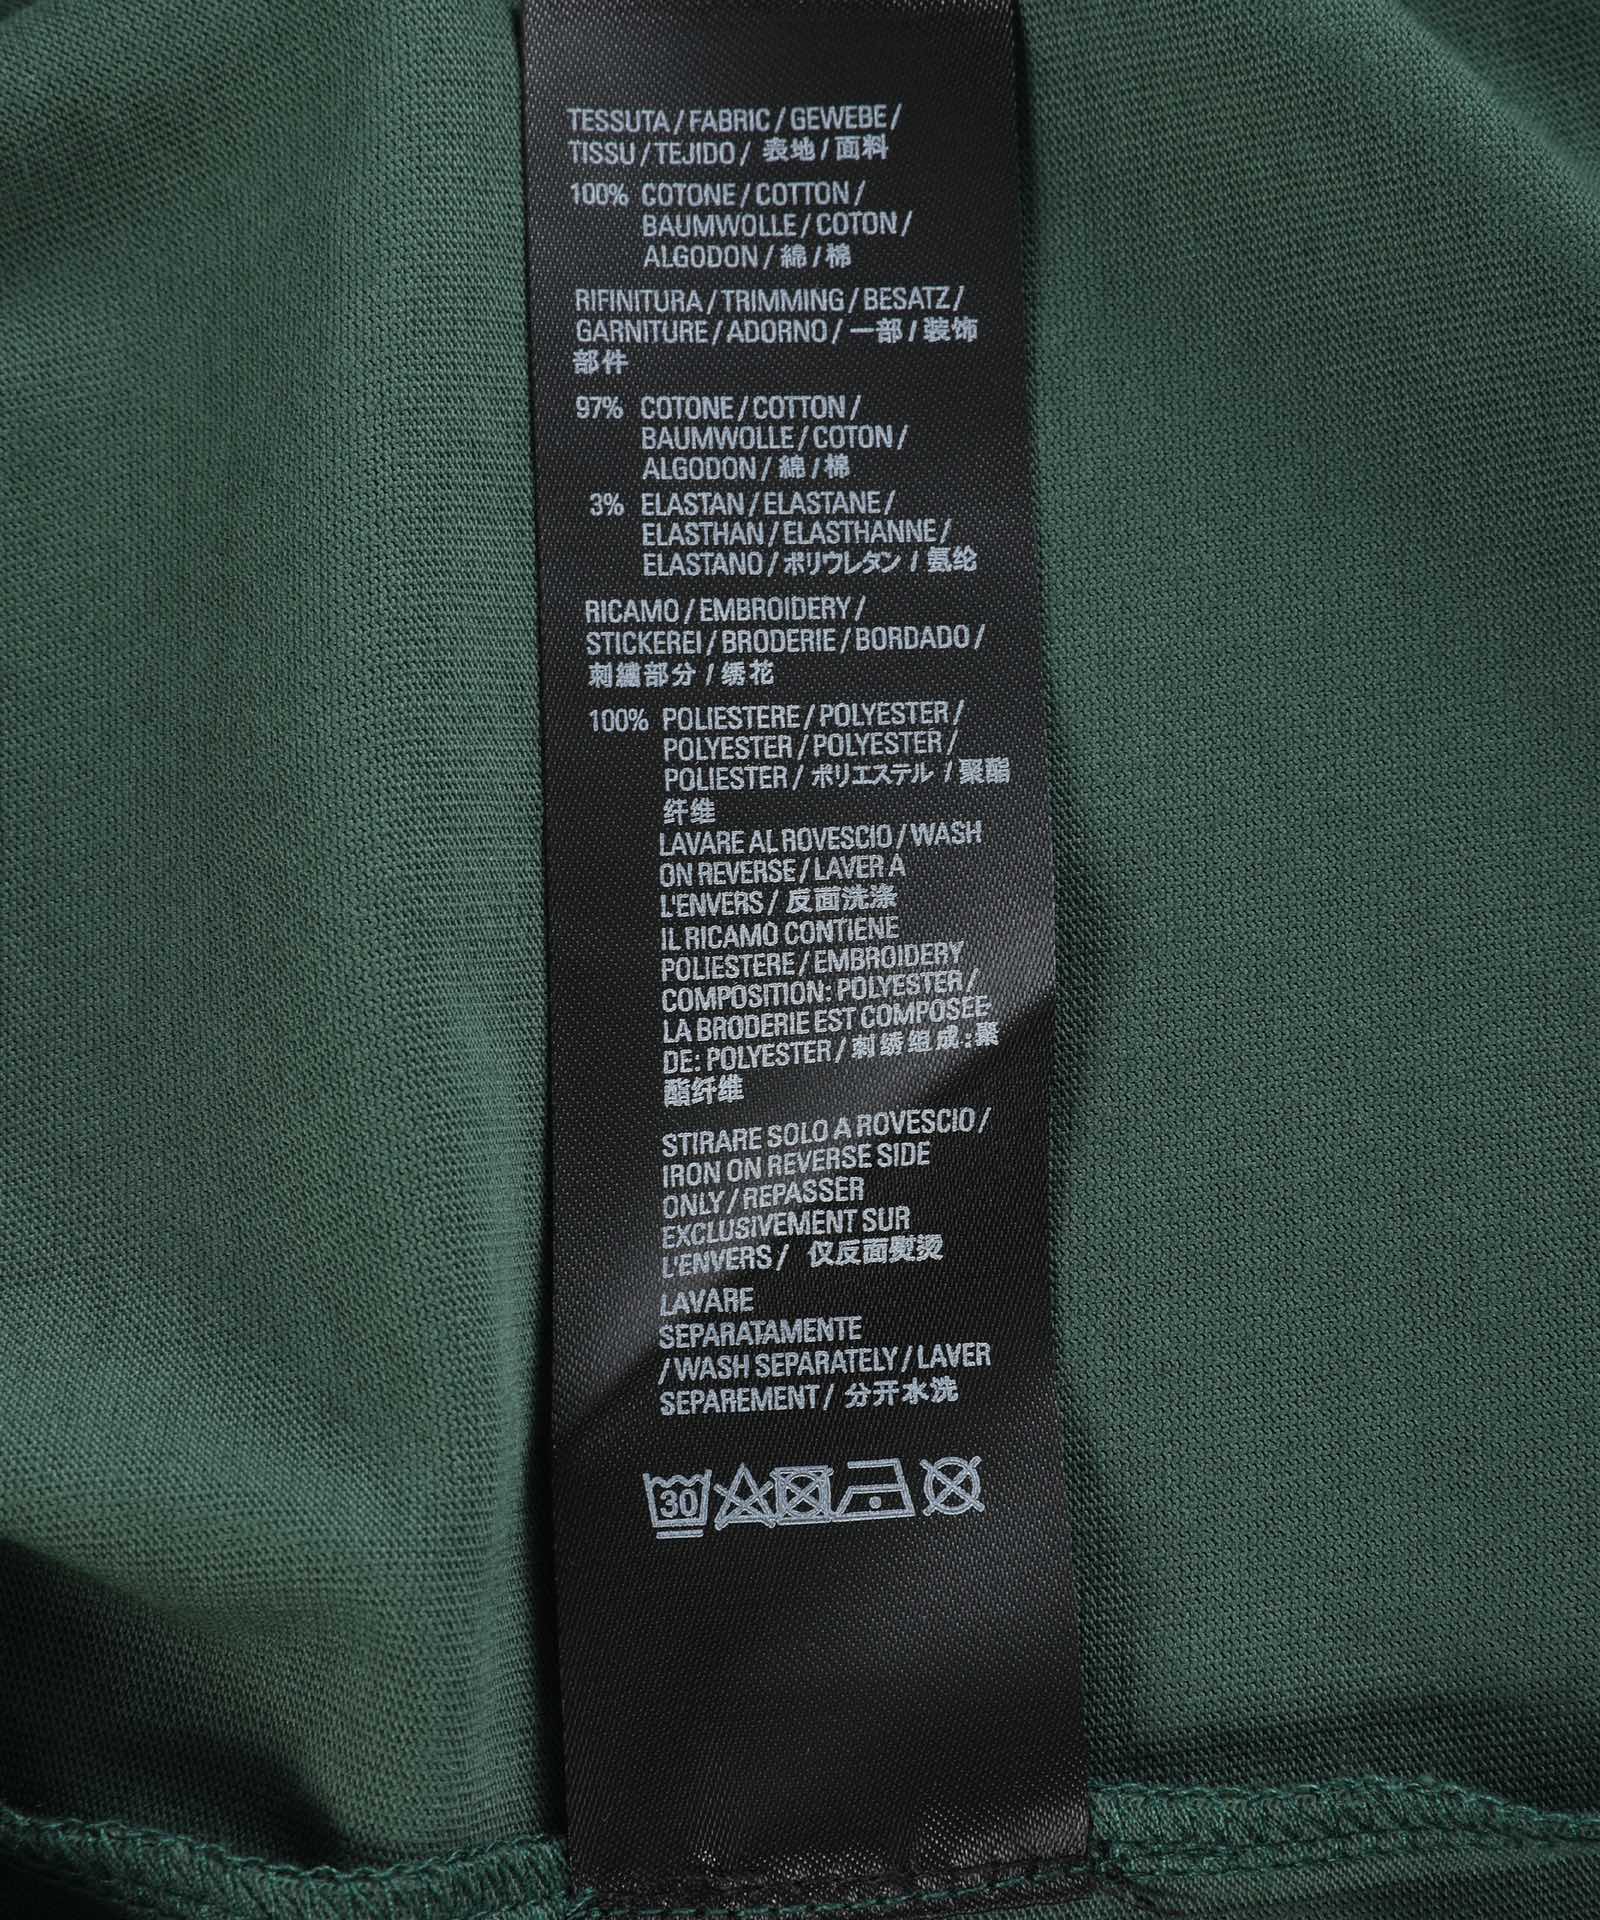 TESSUTA / FABRIC / GEWEBE /
TISSU / TEJIDO / 表地 / 面料
100% COTONE / COTTON /
BAUMWOLLE / COTON /
ALGODON / 綿 / 棉
RIFINITURA / TRIMMING / BESATZ /
GARNITURE / ADORNO / 一部 / 装饰
部件
97% COTONE / COTTON /
BAUMWOLLE / COTON /
ALGODON / 綿 / 棉
3% ELASTAN / ELASTANE /
ELASTHAN / ELASTHANNE /
ELASTANO / ポリウレタン / 氨纶
RICAMO / EMBROIDERY /
STICKEREI / BRODERIE / BORDADO /
刺繍部分 / 绣花
100% POLIESTERE / POLYESTER /
POLYESTER / POLYESTER /
POLIESTER / ポリエステル / 聚酯
纤维
LAVARE AL ROVESCIO / WASH
ON REVERSE / LAVER A
L'ENVERS / 反面洗涤
IL RICAMO CONTIENE
POLIESTERE / EMBROIDERY
COMPOSITION: POLYESTER /
LA BRODERIE EST COMPOSEE
DE: POLYESTER / 刺绣组成:聚
酯纤维
STIRARE SOLO A ROVESCIO /
IRON ON REVERSE SIDE
ONLY / REPASSER
EXCLUSIVEMENT SUR
L'ENVERS / 仅反面熨烫
LAVARE
SEPARATAMENTE
/ WASH SEPARATELY / LAVER
SEPAREMENT / 分开水洗
30